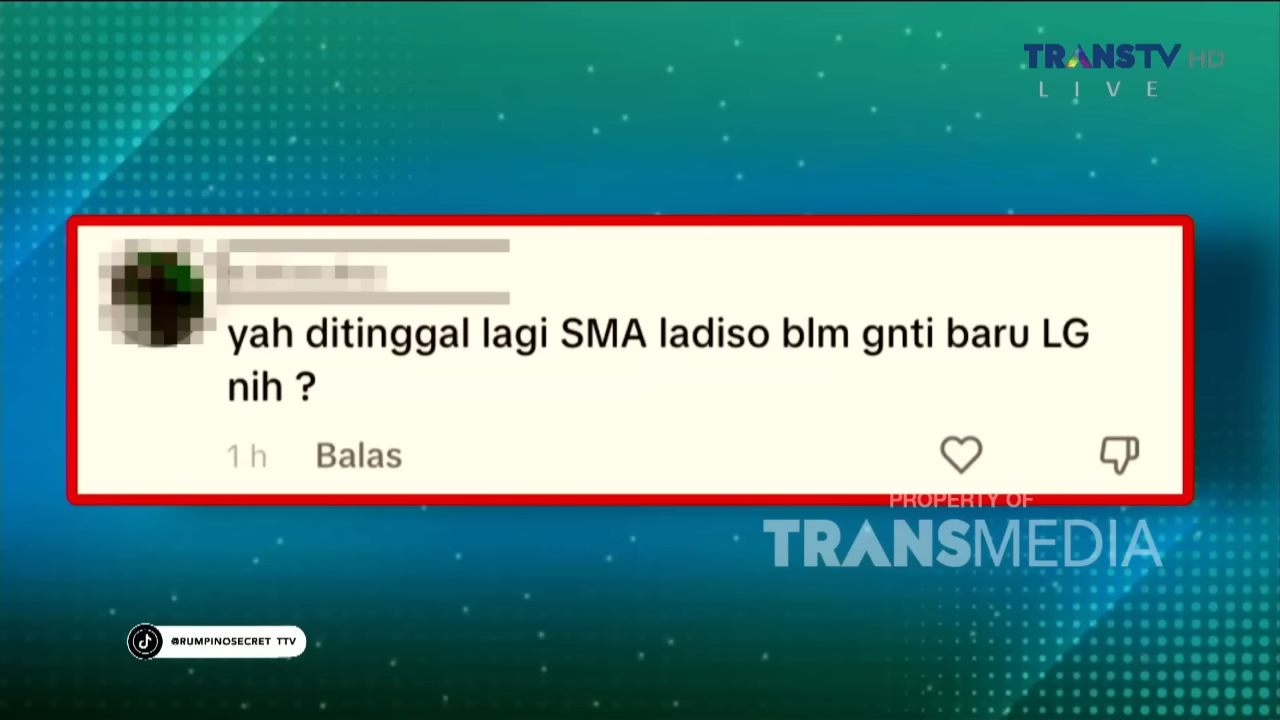 TRANSTV HD
LIVE
yah ditinggal lagi SMA ladiso blm gnti baru LG
nih ?
1 h Balas
PROPERTY OF
TRANSMEDIA
@RUMPINOSECRET TTV